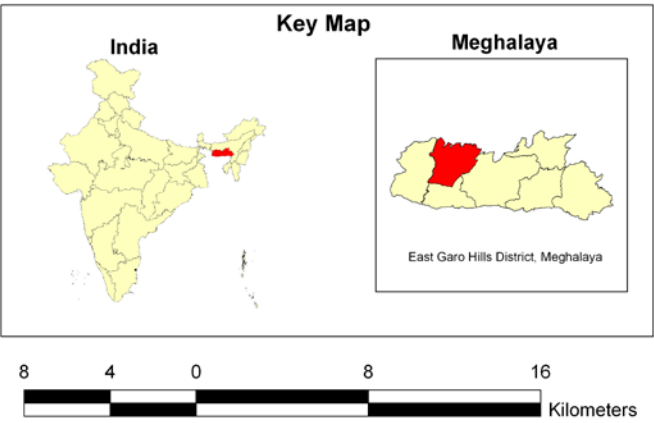 Key Map
India
Meghalaya
East Garo Hills District, Meghalaya
8 4 0 8 16
Kilometers